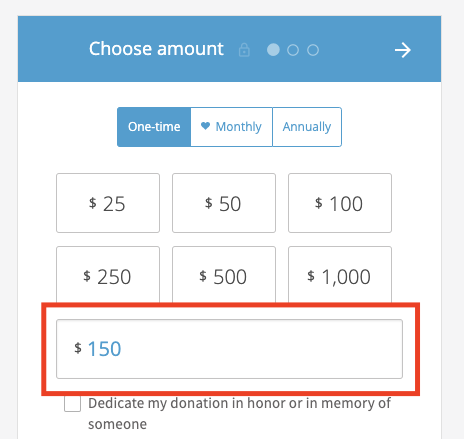 Choose amount
One-time Monthly Annually
$ 25 $ 50 $ 100
$ 250 $ 500 $ 1,000
$ 150
Dedicate my donation in honor or in memory of
someone